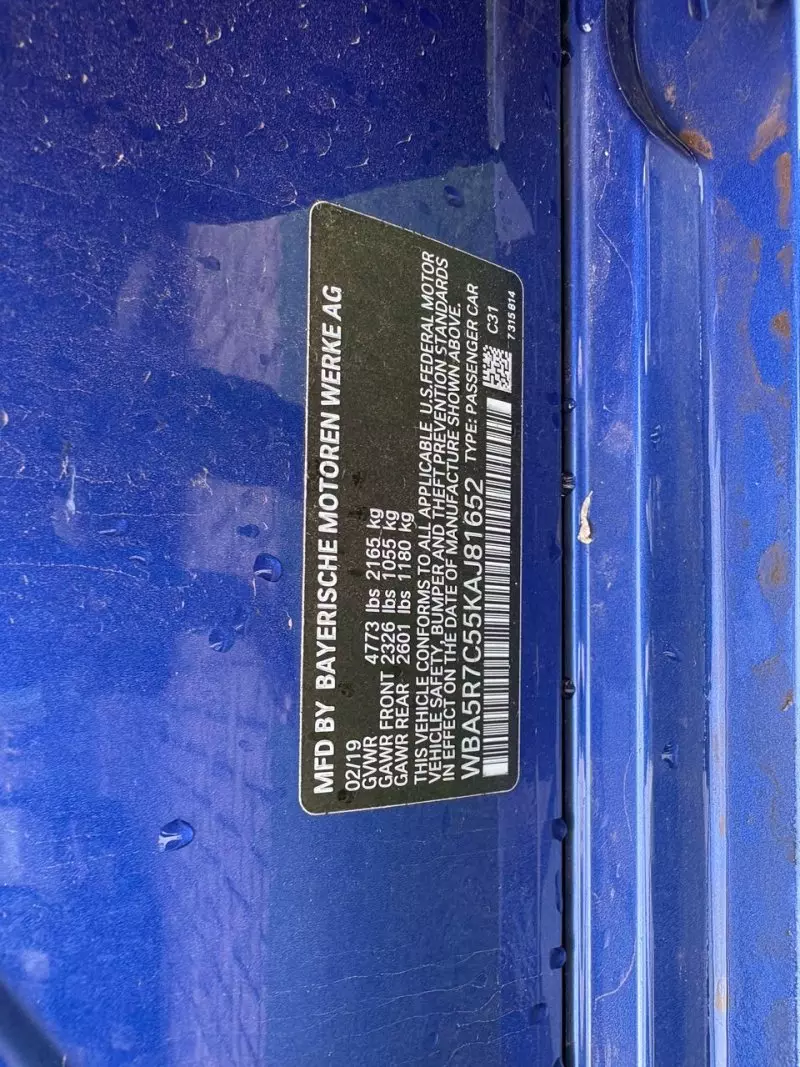 MFD BY BAYERISCHE MOTOREN WERKE AG
02/19
GVWR 4773 lbs 2165 kg
GAWR FRONT 2326 lbs 1055 kg
GAWR REAR 2601 lbs 1180 kg
THIS VEHICLE CONFORMS TO ALL APPLICABLE U.S.FEDERAL MOTOR
VEHICLE SAFETY, BUMPER AND THEFT PREVENTION STANDARDS
IN EFFECT ON THE DATE OF MANUFACTURE SHOWN ABOVE.
WBA5R7C55KAJ81652 TYPE: PASSENGER CAR
C31
7 315 814